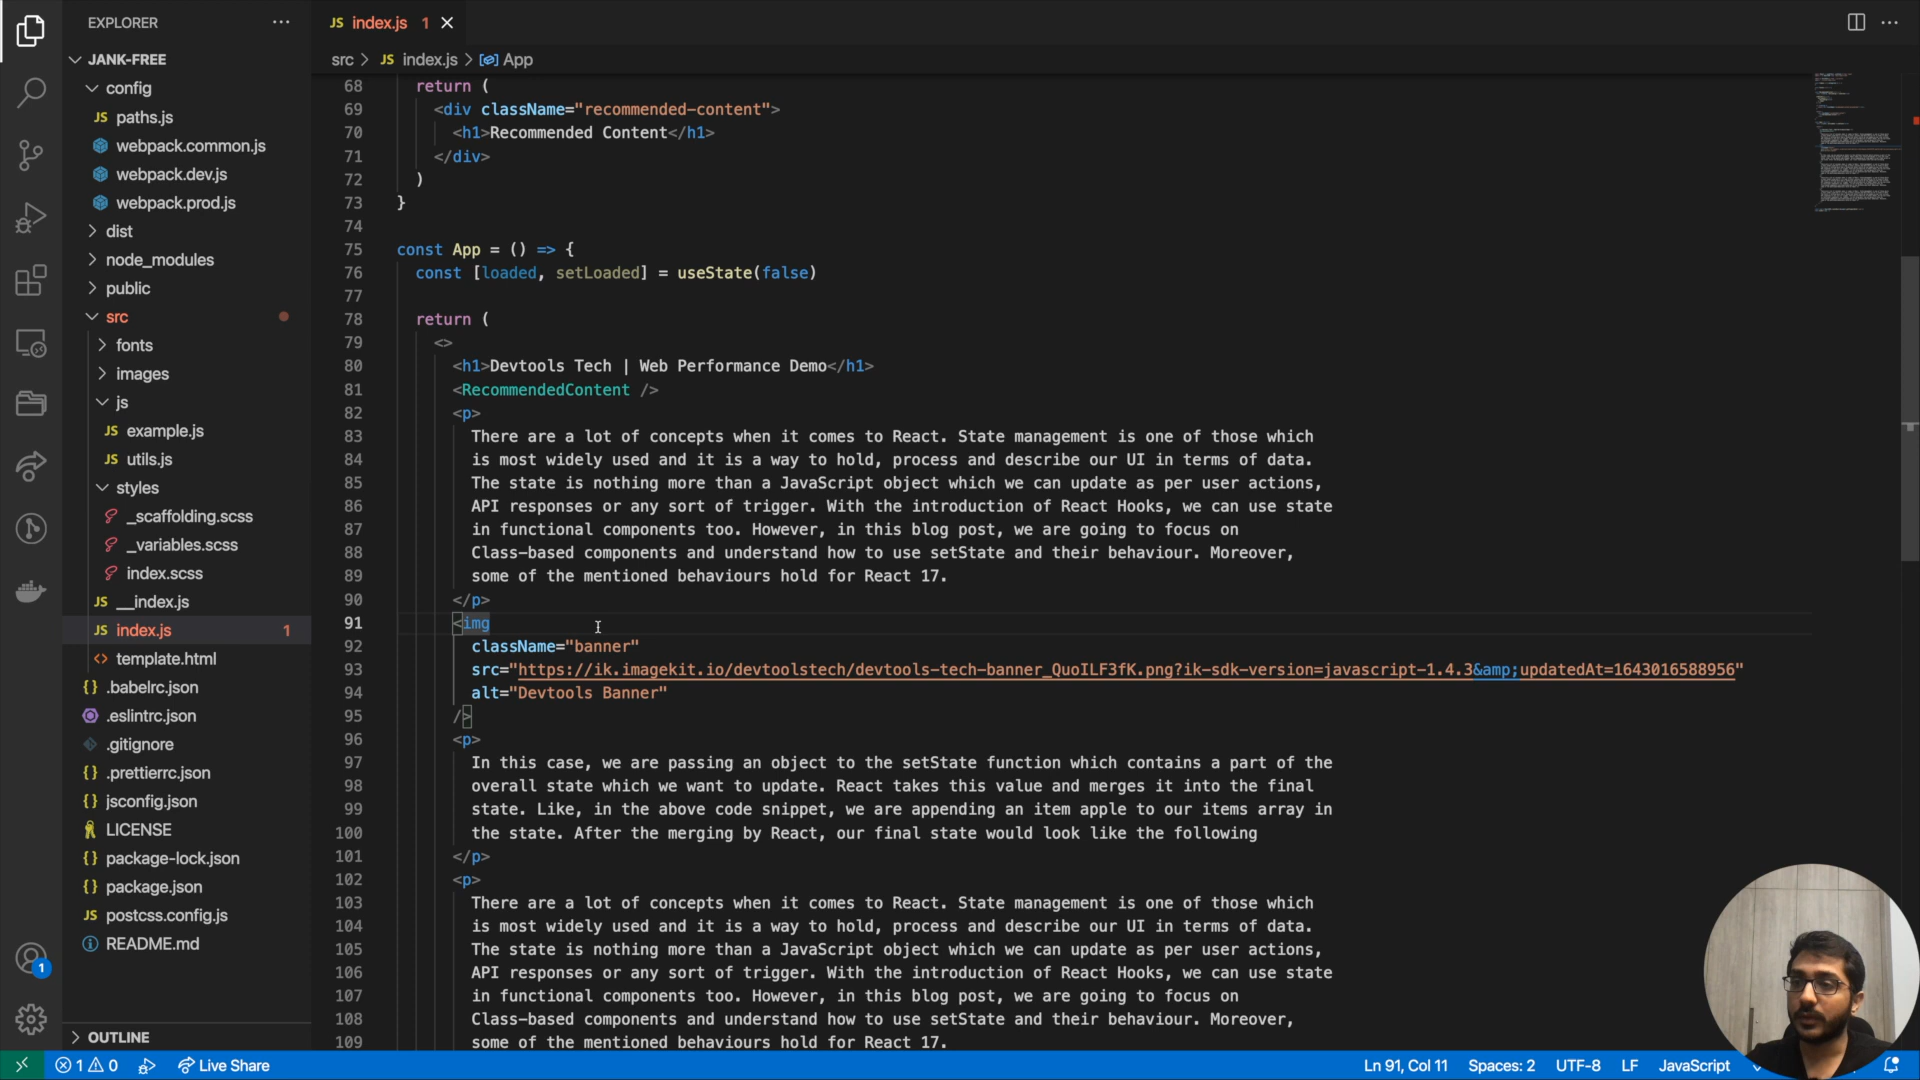 EXPLORER
JANK-FREE
config
JS paths.js
webpack.common.js
webpack.dev.js
webpack.prod.js
dist
node_modules
public
src
fonts
images
js
JS example.js
JS utils.js
styles
_scaffolding.scss
_variables.scss
index.scss
JS __index.js
JS index.js 1
<> template.html
{} .babelrc.json
.eslintrc.json
.gitignore
{} .prettierrc.json
{} jsconfig.json
LICENSE
{} package-lock.json
{} package.json
JS postcss.config.js
README.md
OUTLINE
1
JS index.js 1
src > JS index.js > App
68 return (
69 <div className="recommended-content">
70 <h1>Recommended Content</h1>
71 </div>
72 )
73 }
74
75 const App = () => {
76 const [loaded, setLoaded] = useState(false)
77
78 return (
79 <>
80 <h1>Devtools Tech | Web Performance Demo</h1>
81 <RecommendedContent />
82 <p>
83 There are a lot of concepts when it comes to React. State management is one of those which
84 is most widely used and it is a way to hold, process and describe our UI in terms of data.
85 The state is nothing more than a JavaScript object which we can update as per user actions,
86 API responses or any sort of trigger. With the introduction of React Hooks, we can use state
87 in functional components too. However, in this blog post, we are going to focus on
88 Class-based components and understand how to use setState and their behaviour. Moreover,
89 some of the mentioned behaviours hold for React 17.
90 </p>
91 <img
92 className="banner"
93 src="https://ik.imagekit.io/devtoolstech/devtools-tech-banner_QuoILF3fK.png?ik-sdk-version=javascript-1.4.3&amp;updatedAt=1643016588956"
94 alt="Devtools Banner"
95 />
96 <p>
97 In this case, we are passing an object to the setState function which contains a part of the
98 overall state which we want to update. React takes this value and merges it into the final
99 state. Like, in the above code snippet, we are appending an item apple to our items array in
100 the state. After the merging by React, our final state would look like the following
101 </p>
102 <p>
103 There are a lot of concepts when it comes to React. State management is one of those which
104 is most widely used and it is a way to hold, process and describe our UI in terms of data.
105 The state is nothing more than a JavaScript object which we can update as per user actions,
106 API responses or any sort of trigger. With the introduction of React Hooks, we can use state
107 in functional components too. However, in this blog post, we are going to focus on
108 Class-based components and understand how to use setState and their behaviour. Moreover,
109 some of the mentioned behaviours hold for React 17.
1 0 Live Share Ln 91, Col 11 Spaces: 2 UTF-8 LF JavaScript